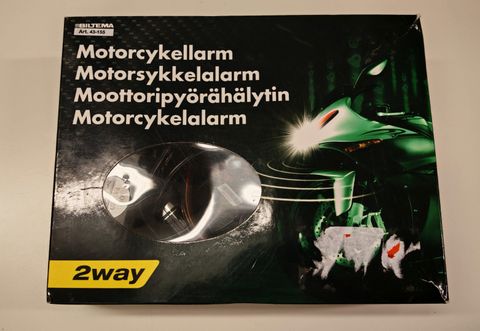 BILTEMA
Art. 43-155
Motorcykellarm
Motorsykkelalarm
Moottoripyörähälytin
Motorcykelalarm
2way